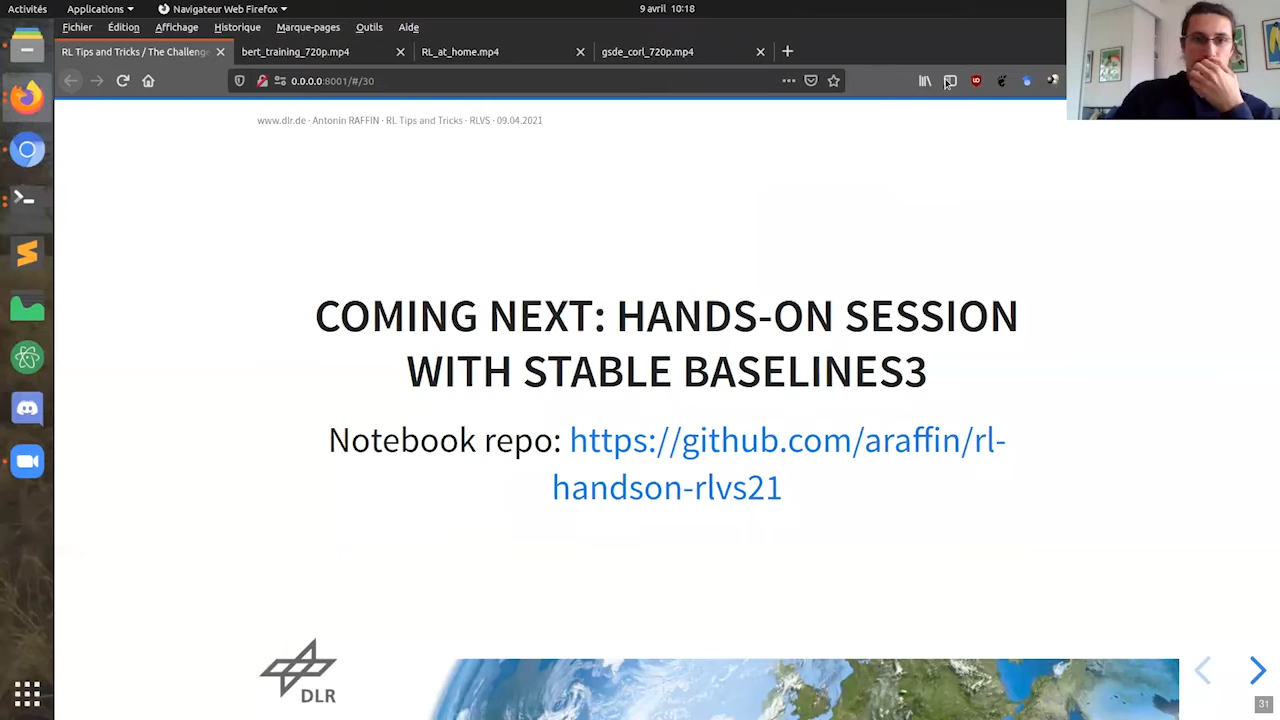 Activités
Applications
Navigateur Web Firefox
9 avril 10:18
Fichier Édition Affichage Historique Marque-pages Outils Aide
RL Tips and Tricks / The Challenge
bert_training_720p.mp4
RL_at_home.mp4
gsde_corl_720p.mp4
0.0.0.0:8001/#/30
www.dlr.de · Antonin RAFFIN · RL Tips and Tricks · RLVS · 09.04.2021
COMING NEXT: HANDS-ON SESSION
WITH STABLE BASELINES3
Notebook repo: https://github.com/araffin/rl-
handson-rlvs21
DLR
31